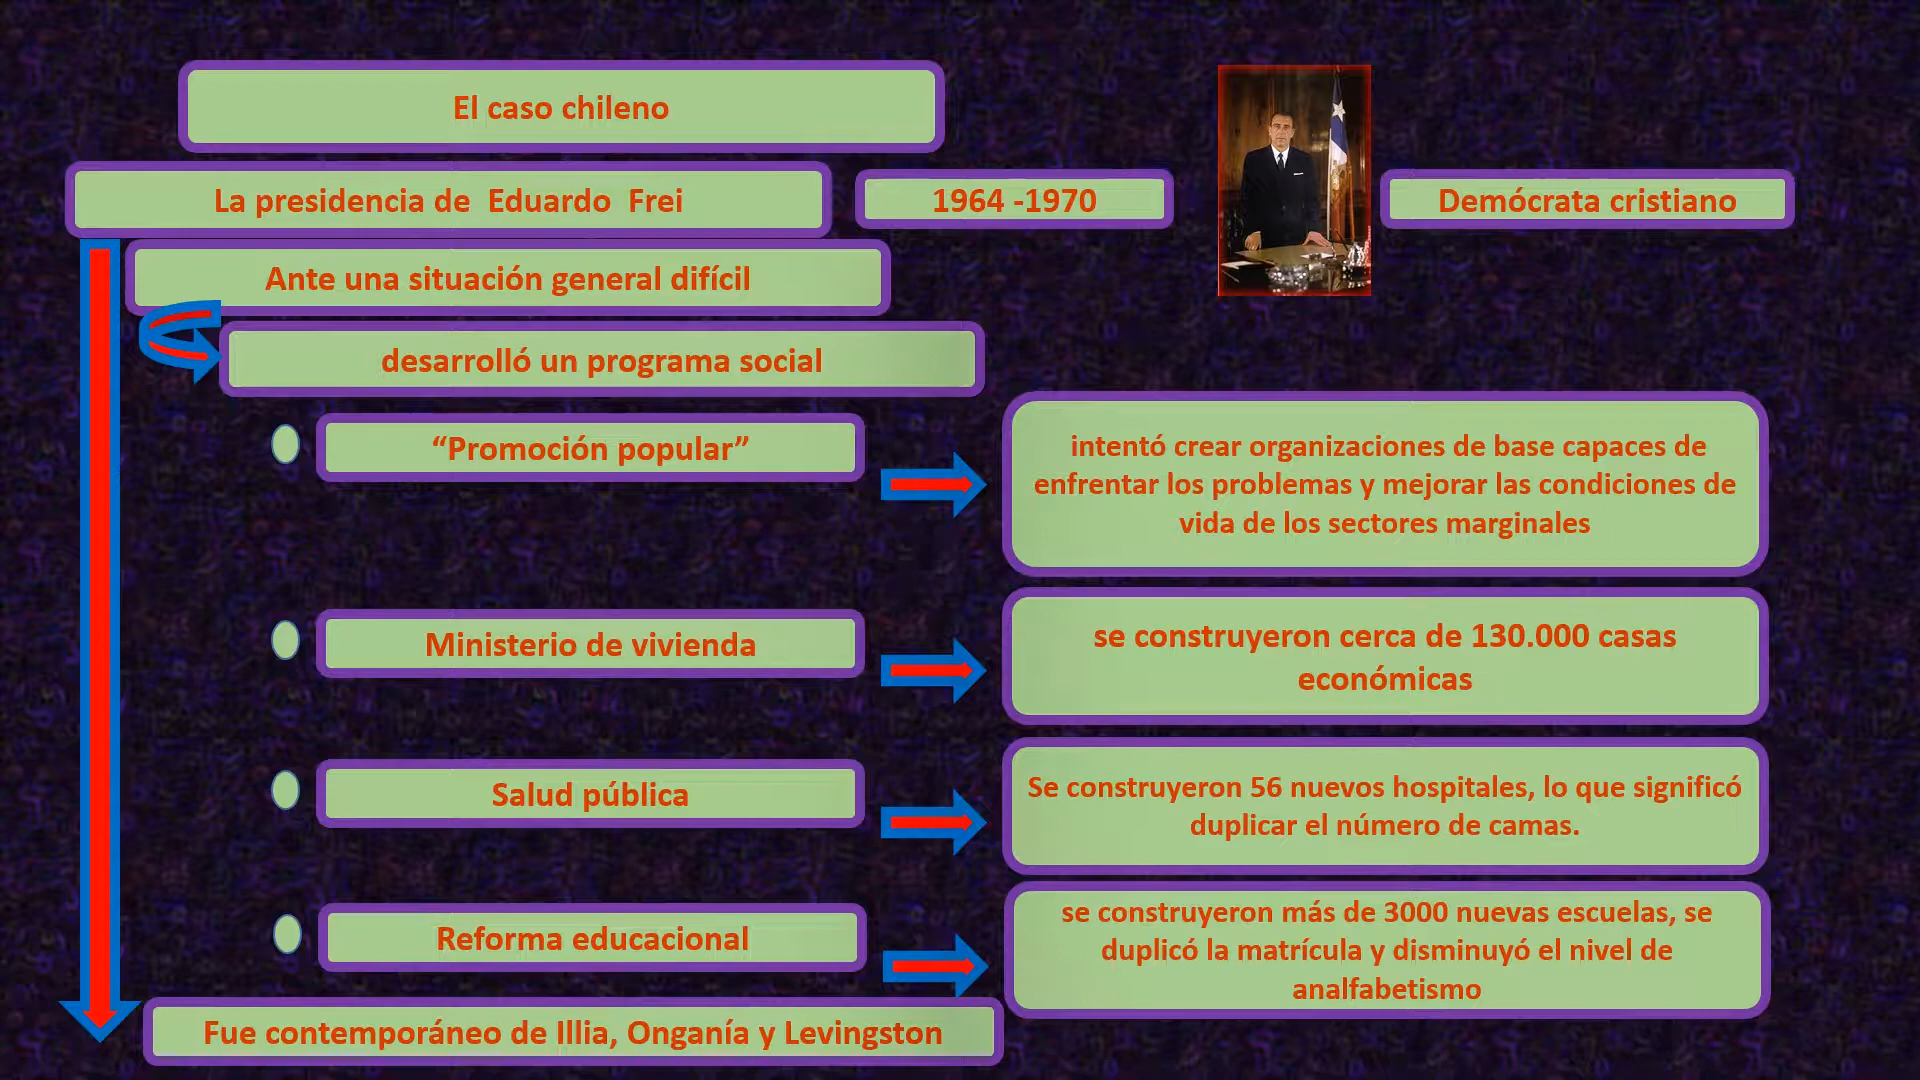 El caso chileno
La presidencia de Eduardo Frei
1964 -1970
Demócrata cristiano
Ante una situación general difícil
desarrolló un programa social
“Promoción popular”
intentó crear organizaciones de base capaces de
enfrentar los problemas y mejorar las condiciones de
vida de los sectores marginales
Ministerio de vivienda
se construyeron cerca de 130.000 casas
económicas
Salud pública
Se construyeron 56 nuevos hospitales, lo que significó
duplicar el número de camas.
Reforma educacional
se construyeron más de 3000 nuevas escuelas, se
duplicó la matrícula y disminuyó el nivel de
analfabetismo
Fue contemporáneo de Illia, Onganía y Levingston